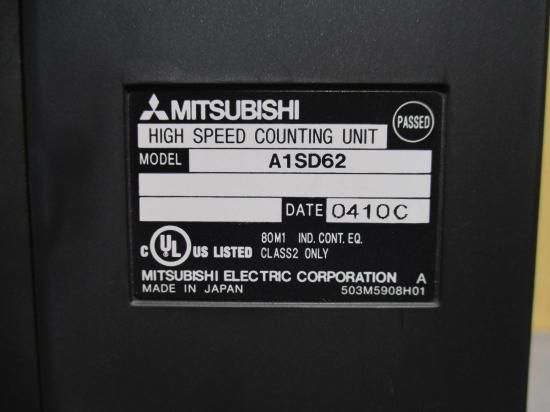 MITSUBISHI
PASSED
HIGH SPEED COUNTING UNIT
MODEL A1SD62
DATE 0410C
C UL US LISTED 80M1 IND. CONT. EQ.
CLASS2 ONLY
MITSUBISHI ELECTRIC CORPORATION A
MADE IN JAPAN 503M5908H01